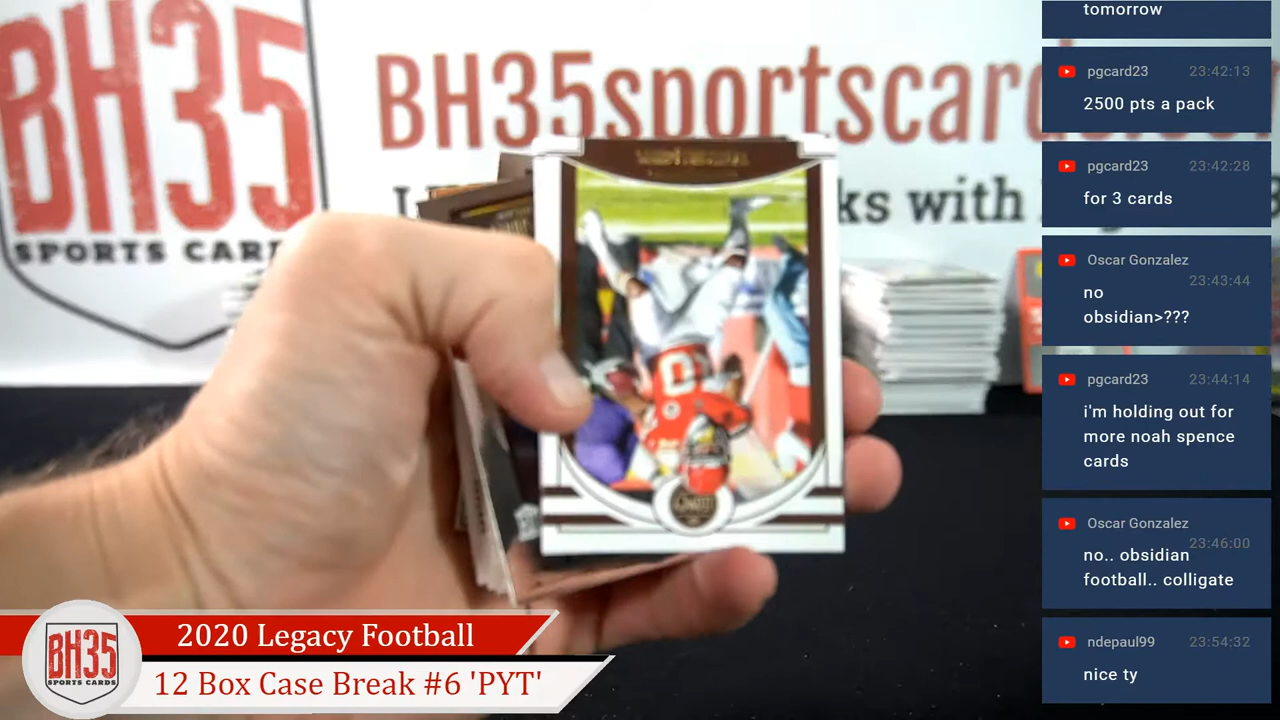 BH35
SPORTS CARDS
BH35sportscards.com
ks with
tomorrow
pgcard23 23:42:13
2500 pts a pack
pgcard23 23:42:28
for 3 cards
Oscar Gonzalez
23:43:44
no
obsidian>???
pgcard23 23:44:14
i'm holding out for
more noah spence
cards
Oscar Gonzalez
23:46:00
no.. obsidian
football.. colligate
ndepaul99 23:54:32
nice ty
10
BH35
SPORTS CARDS
2020 Legacy Football
12 Box Case Break #6 'PYT'